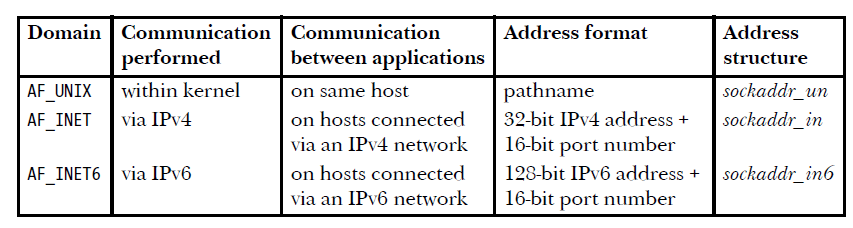 Domain Communication performed Communication between applications Address format Address structure
AF_UNIX within kernel on same host pathname sockaddr_un
AF_INET via IPv4 on hosts connected via an IPv4 network 32-bit IPv4 address + 16-bit port number sockaddr_in
AF_INET6 via IPv6 on hosts connected via an IPv6 network 128-bit IPv6 address + 16-bit port number sockaddr_in6